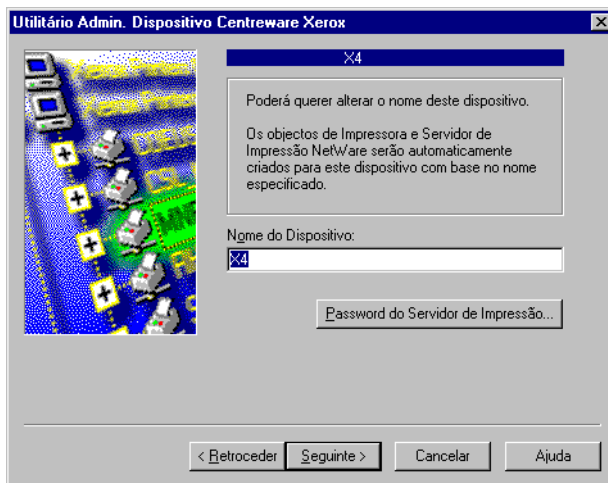 Utilitário Admin. Dispositivo Centreware Xerox
X4
Poderá querer alterar o nome deste dispositivo.
Os objectos de Impressora e Servidor de
Impressão NetWare serão automaticamente
criados para este dispositivo com base no nome
especificado.
Nome do Dispositivo:
X4
Password do Servidor de Impressão...
< Retroceder
Seguinte >
Cancelar
Ajuda